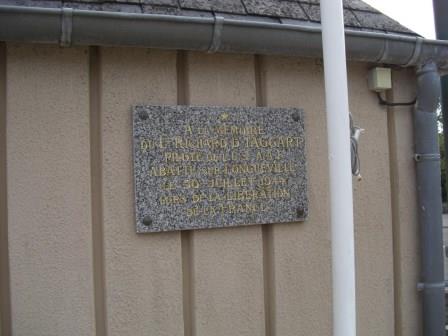 A LA MEMOIRE
DU Lt RICHARD D TAGGART
PILOTE DE L'U.S. A.A.F.
ABATTU SUR LONGUEVILLE
LE 30 JUILLET 1944
LORS DE LA LIBERATION
DE LA FRANCE